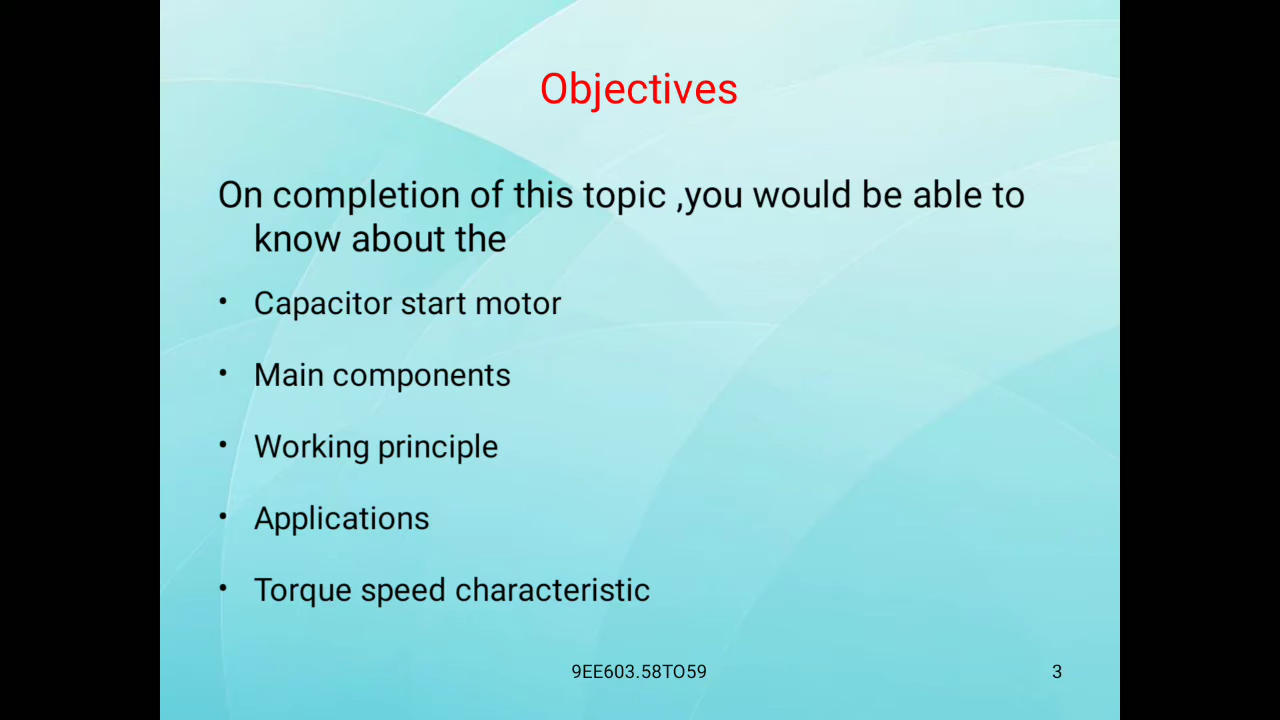 Objectives
On completion of this topic ,you would be able to
know about the
• Capacitor start motor
• Main components
• Working principle
• Applications
• Torque speed characteristic
9EE603.58TO59
3